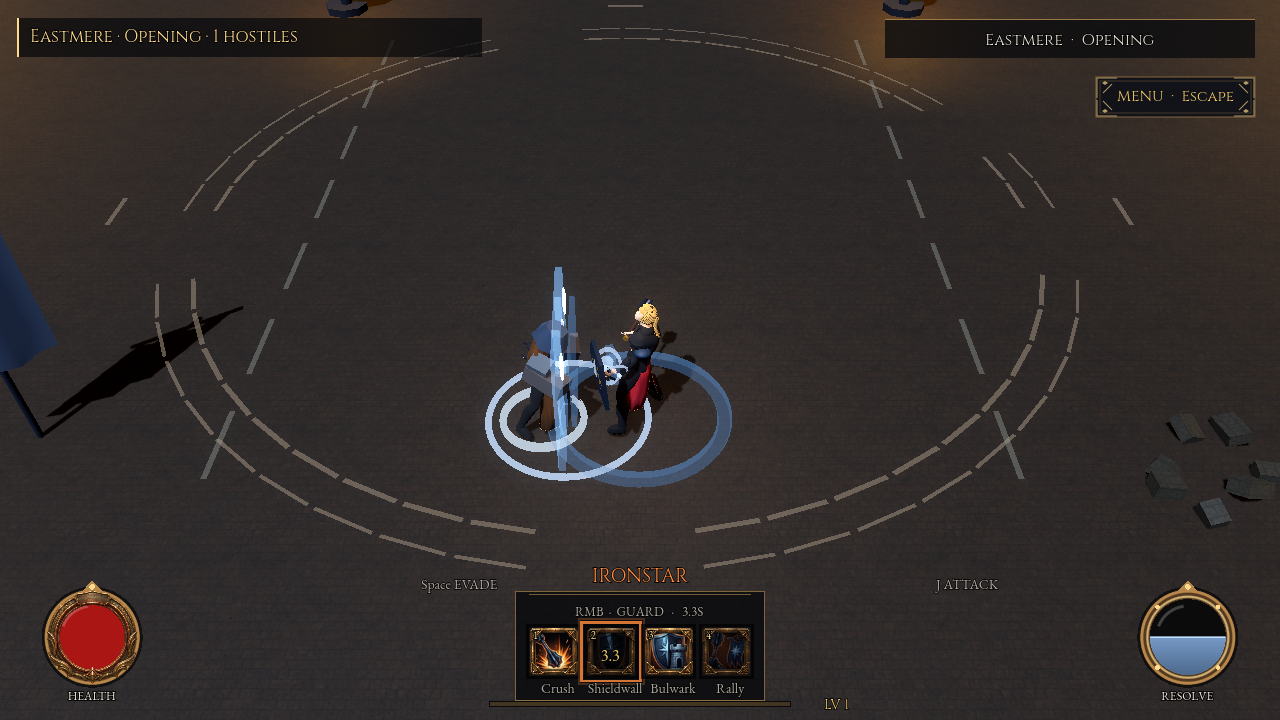 Eastmere · Opening · 1 hostiles
Eastmere · Opening
MENU · Escape
Space EVADE
IRONSTAR
J ATTACK
RMB · GUARD · 3.3S
1
2
3.3
4
Crush
Shieldwall
Bulwark
Rally
HEALTH
RESOLVE
LV 1